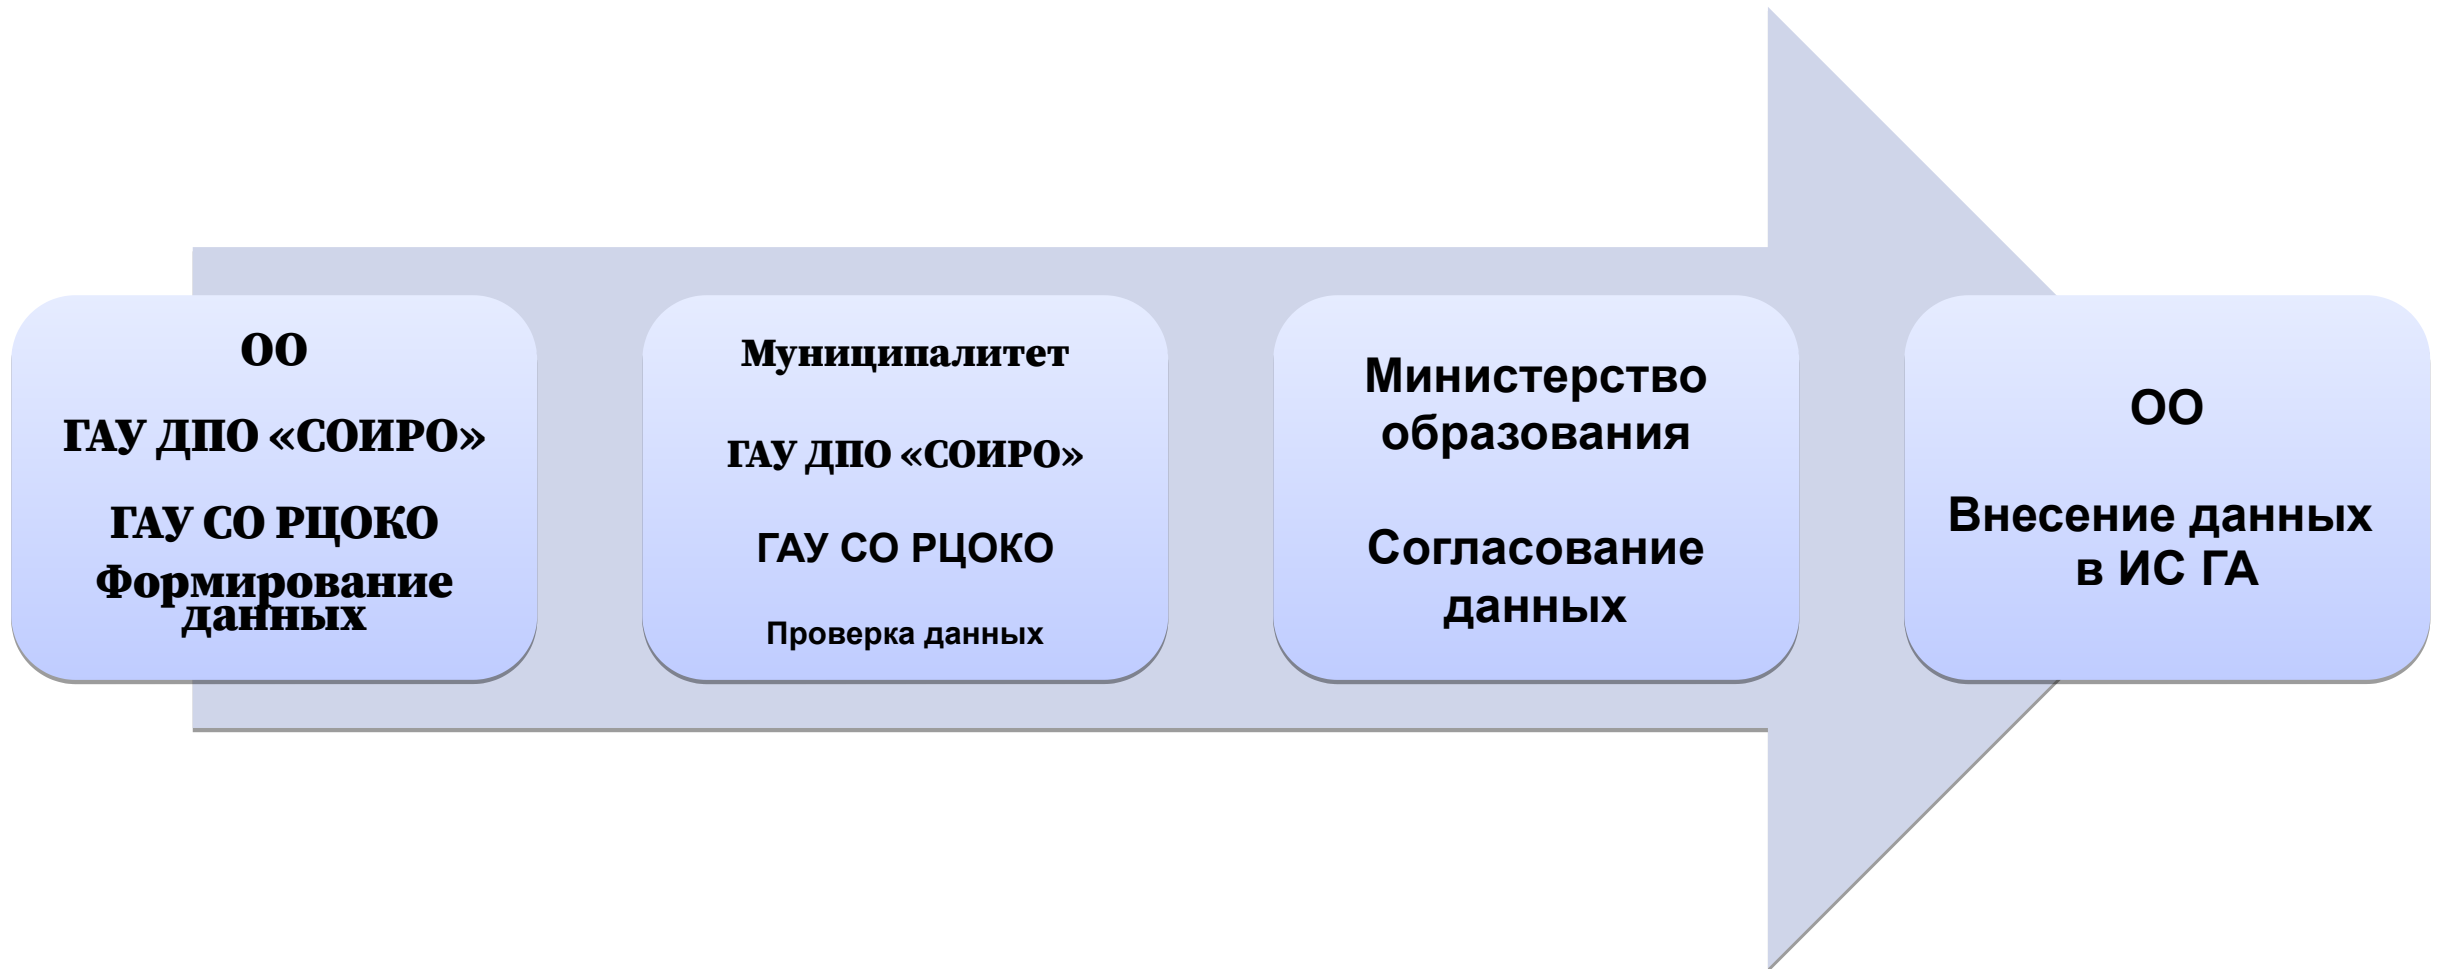 ОО
ГАУ ДПО «СОИРО»
ГАУ СО РЦОКО
Формирование
данных
Муниципалитет
ГАУ ДПО «СОИРО»
ГАУ СО РЦОКО
Проверка данных
Министерство
образования
Согласование
данных
ОО
Внесение данных
в ИС ГА